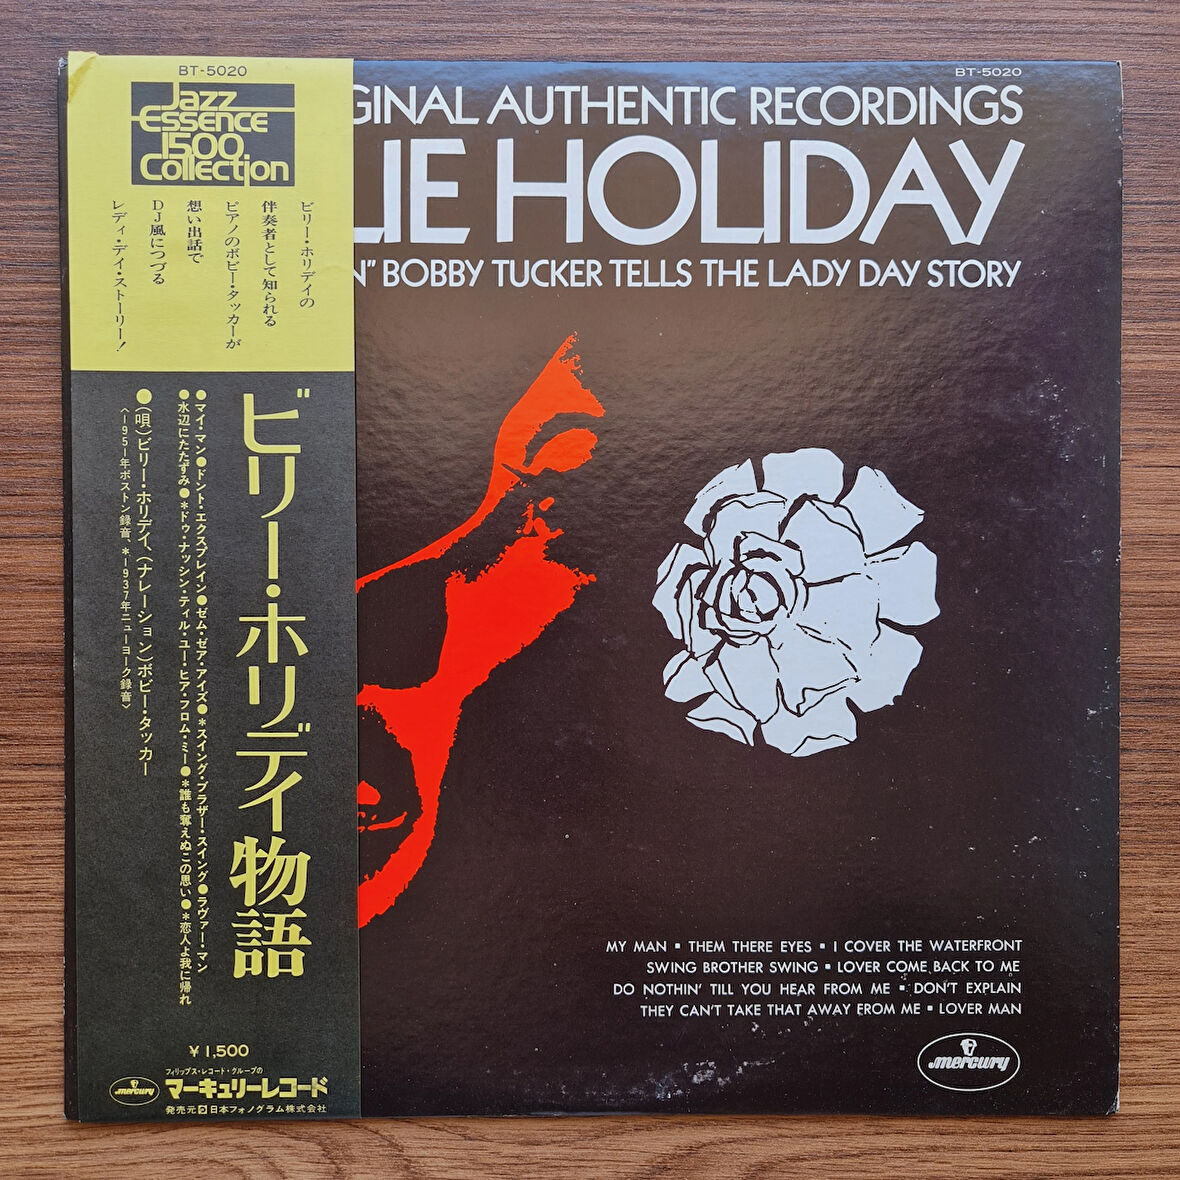 BT-5020
Jazz
Essence
1500
Collection
ビリー・ホリデイの
伴奏者として知られる
ピアノのボビー・タッカーが
想い出話で
DJ風につづる
レディ・デイ・ストーリー!
ビリー・ホリデイ物語
●マイ・マン●ドント・エクスプレイン●ゼム・ゼア・アイズ●*スイング・ブラザー・スイング●ラヴァー・マン
●水辺にたたずみ●*ドゥ・ナッシン・ティル・ユー・ヒア・フロム・ミー●*誰も奪えぬこの思い●*恋人よ我に帰れ
●(唄)ビリー・ホリデイ、(ナレーション)ボビー・タッカー
〈1951年ボストン録音、*1937年ニューヨーク録音〉
¥1,500
mercury
フィリップス・レコード・グループの
マーキュリーレコード
発売元 日本フォノグラム株式会社
BT-5020
GINAL AUTHENTIC RECORDINGS
LIE HOLIDAY
N" BOBBY TUCKER TELLS THE LADY DAY STORY
MY MAN ▪ THEM THERE EYES ▪ I COVER THE WATERFRONT
SWING BROTHER SWING ▪ LOVER COME BACK TO ME
DO NOTHIN' TILL YOU HEAR FROM ME ▪ DON'T EXPLAIN
THEY CAN'T TAKE THAT AWAY FROM ME ▪ LOVER MAN
mercury